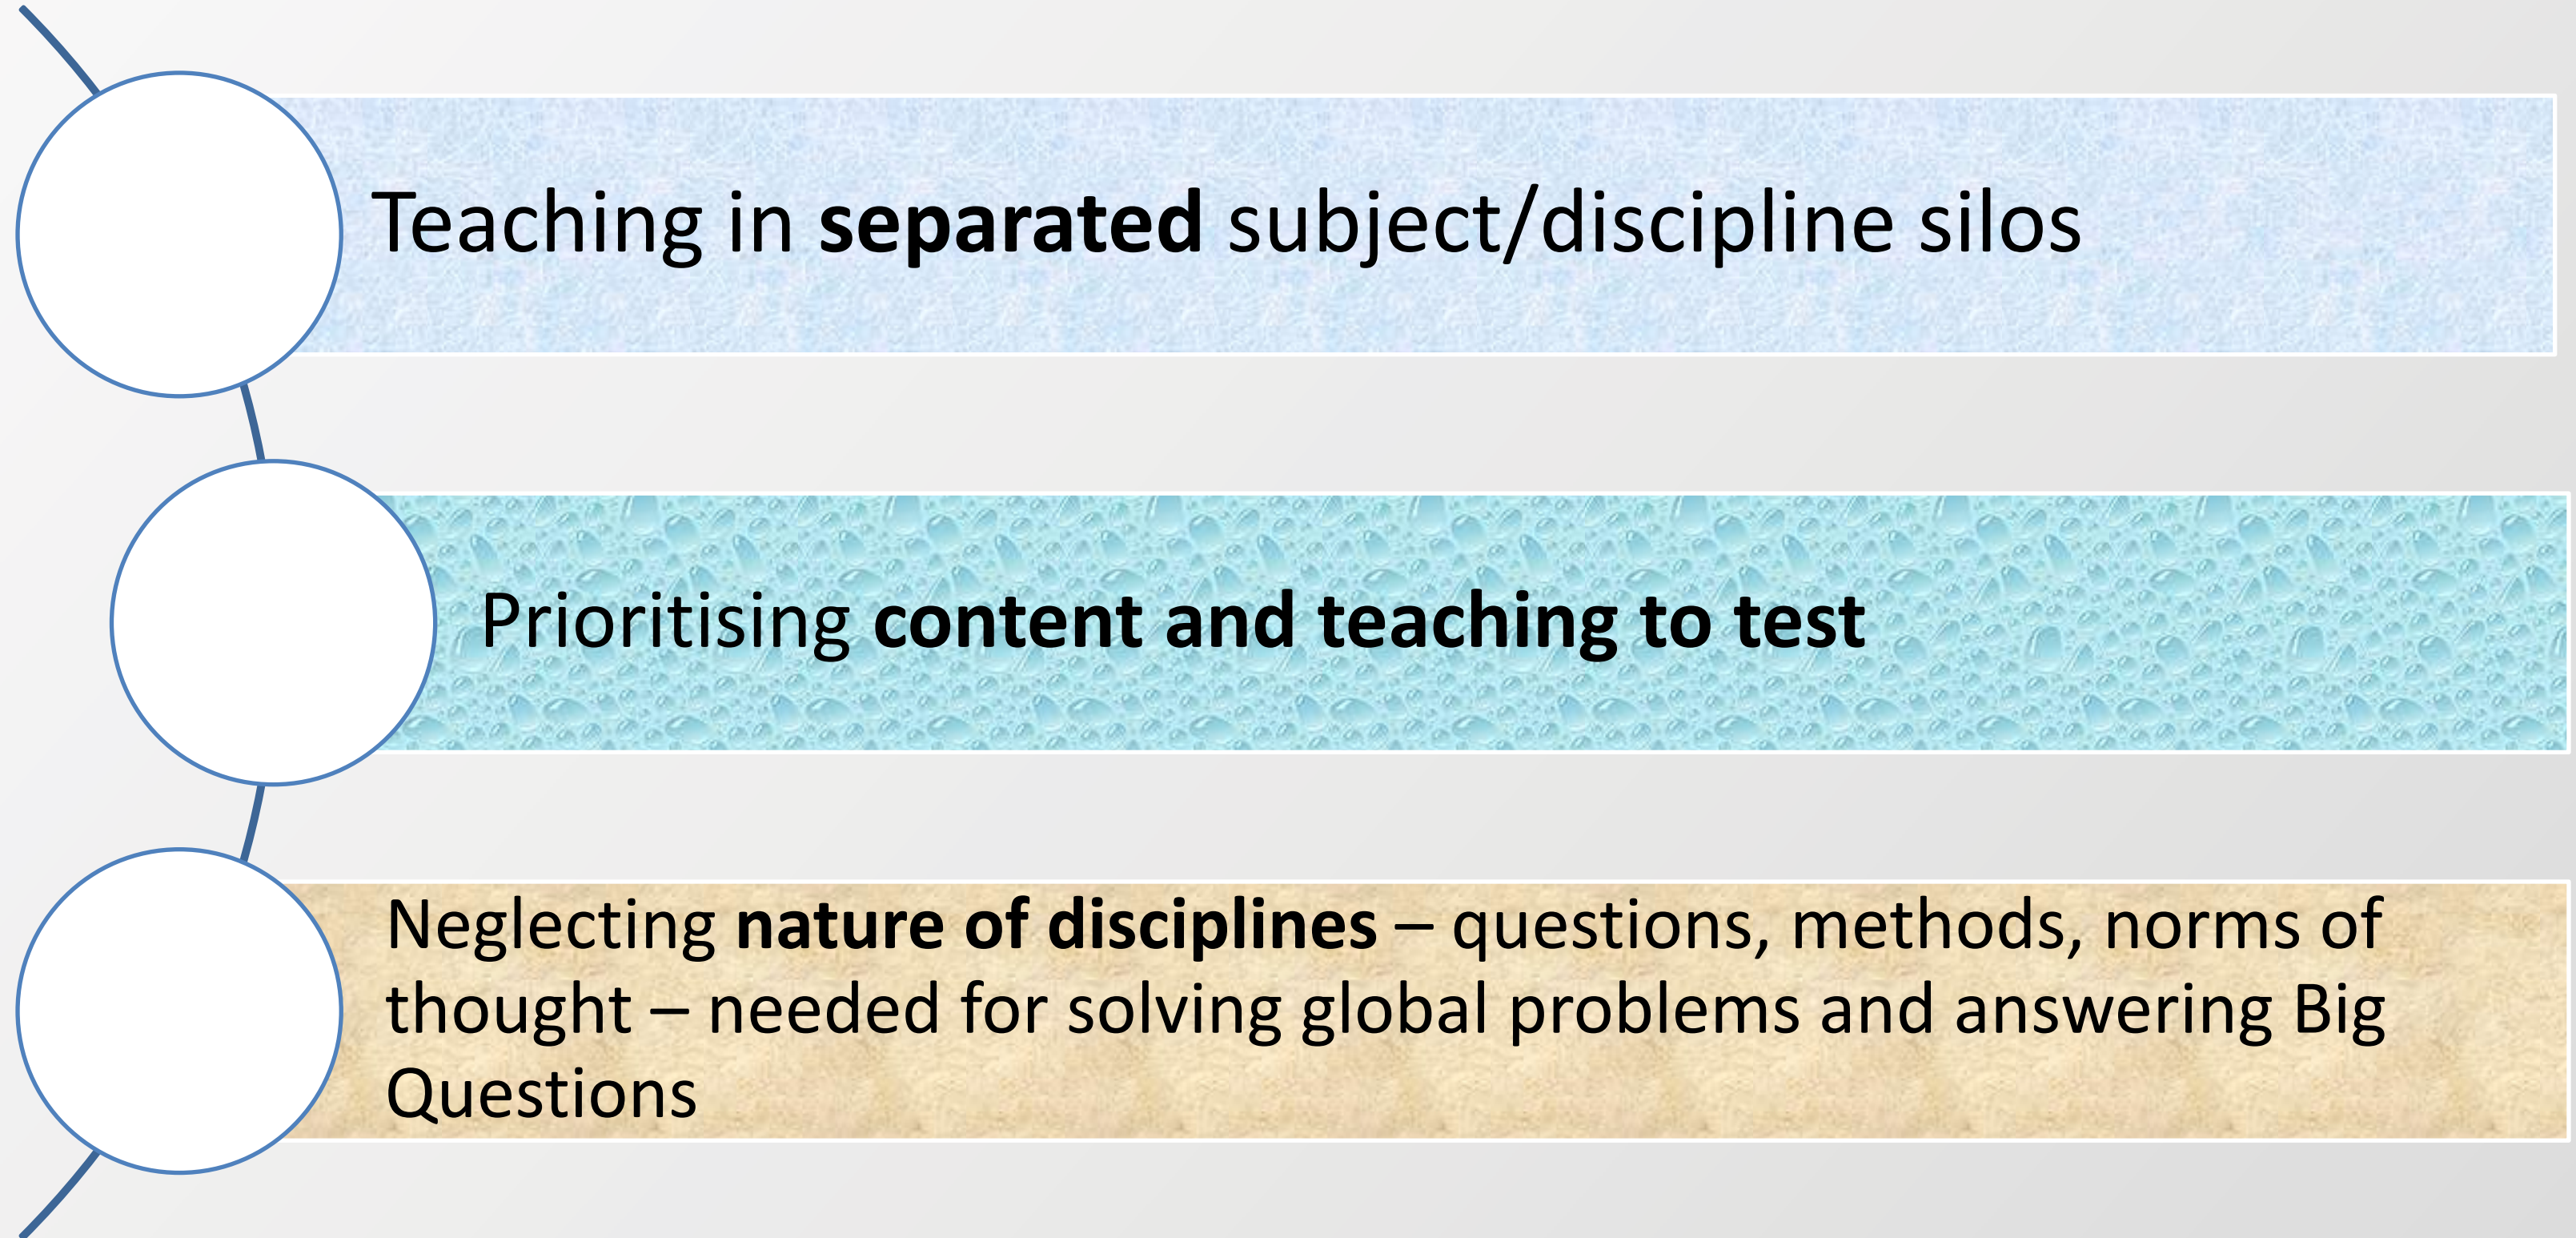 Teaching in separated subject/discipline silos
Prioritising content and teaching to test
Neglecting nature of disciplines – questions, methods, norms of
thought – needed for solving global problems and answering Big
Questions